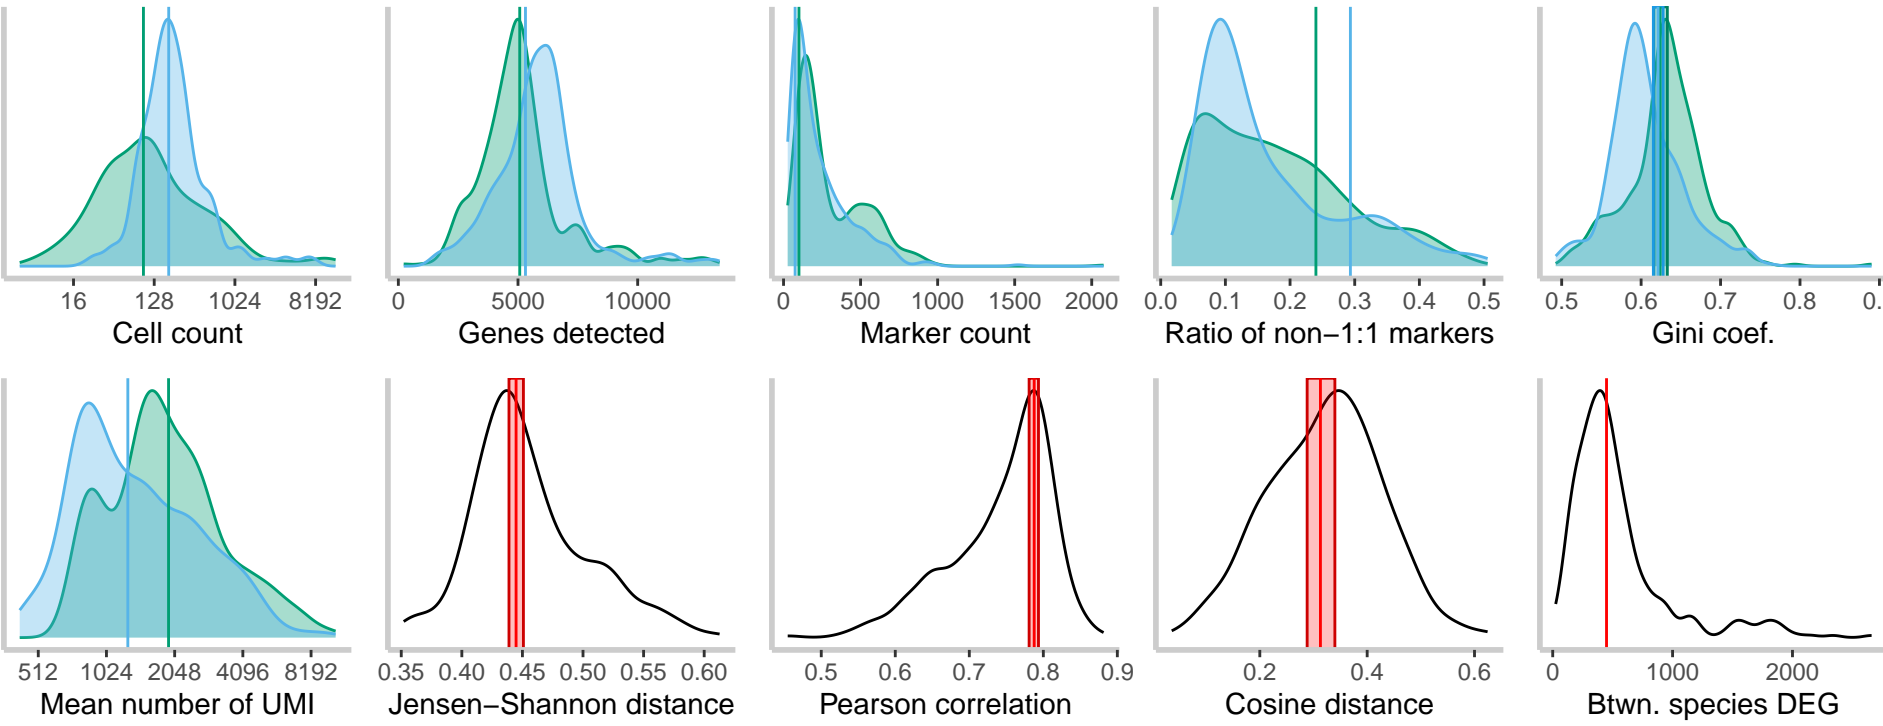 16 128 1024 8192
Cell count
0 5000 10000
Genes detected
0 500 1000 1500 2000
Marker count
0.0 0.1 0.2 0.3 0.4 0.5
Ratio of non−1:1 markers
0.5 0.6 0.7 0.8 0.
Gini coef.
512 1024 2048 4096 8192
Mean number of UMI
0.35 0.40 0.45 0.50 0.55 0.60
Jensen−Shannon distance
0.5 0.6 0.7 0.8 0.9
Pearson correlation
0.2 0.4 0.6
Cosine distance
0 1000 2000
Btwn. species DEG